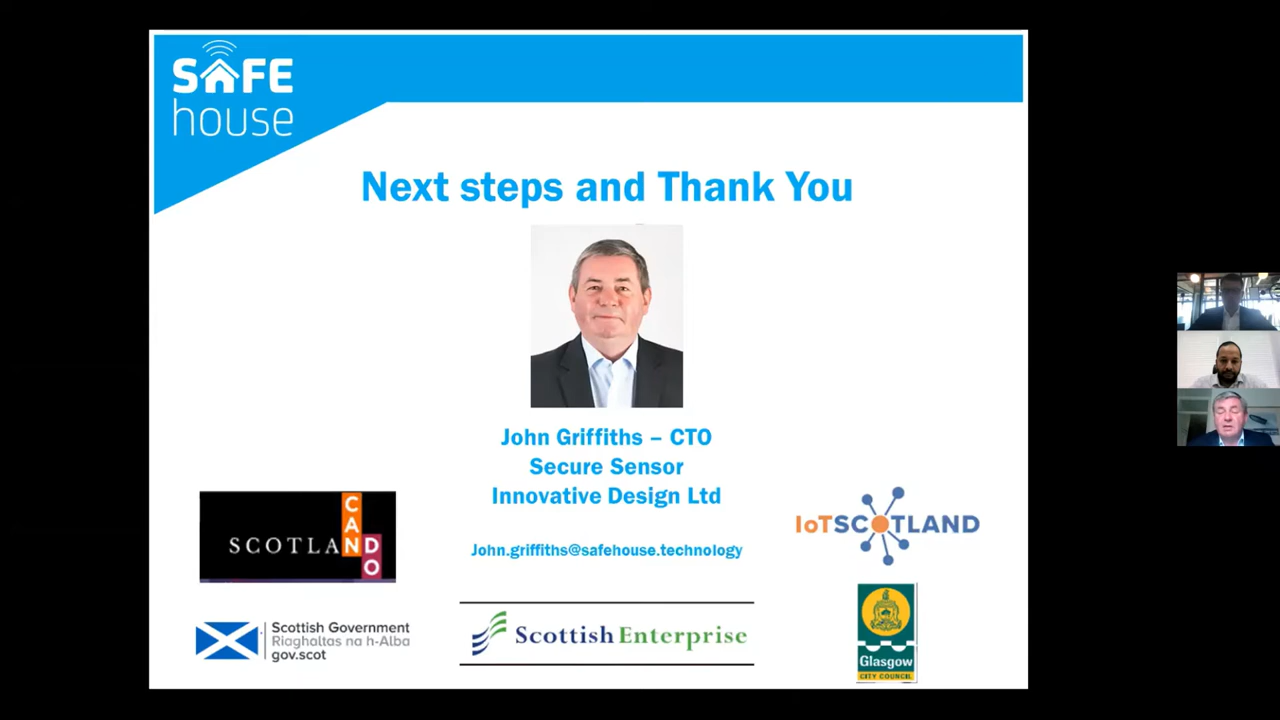 SAFE
house
Next steps and Thank You
John Griffiths – CTO
Secure Sensor
Innovative Design Ltd
John.griffiths@safehouse.technology
SCOTLAND
CAN
DO
IoTSCOTLAND
Scottish Government
Riaghaltas na h-Alba
gov.scot
Scottish Enterprise
Glasgow
CITY COUNCIL